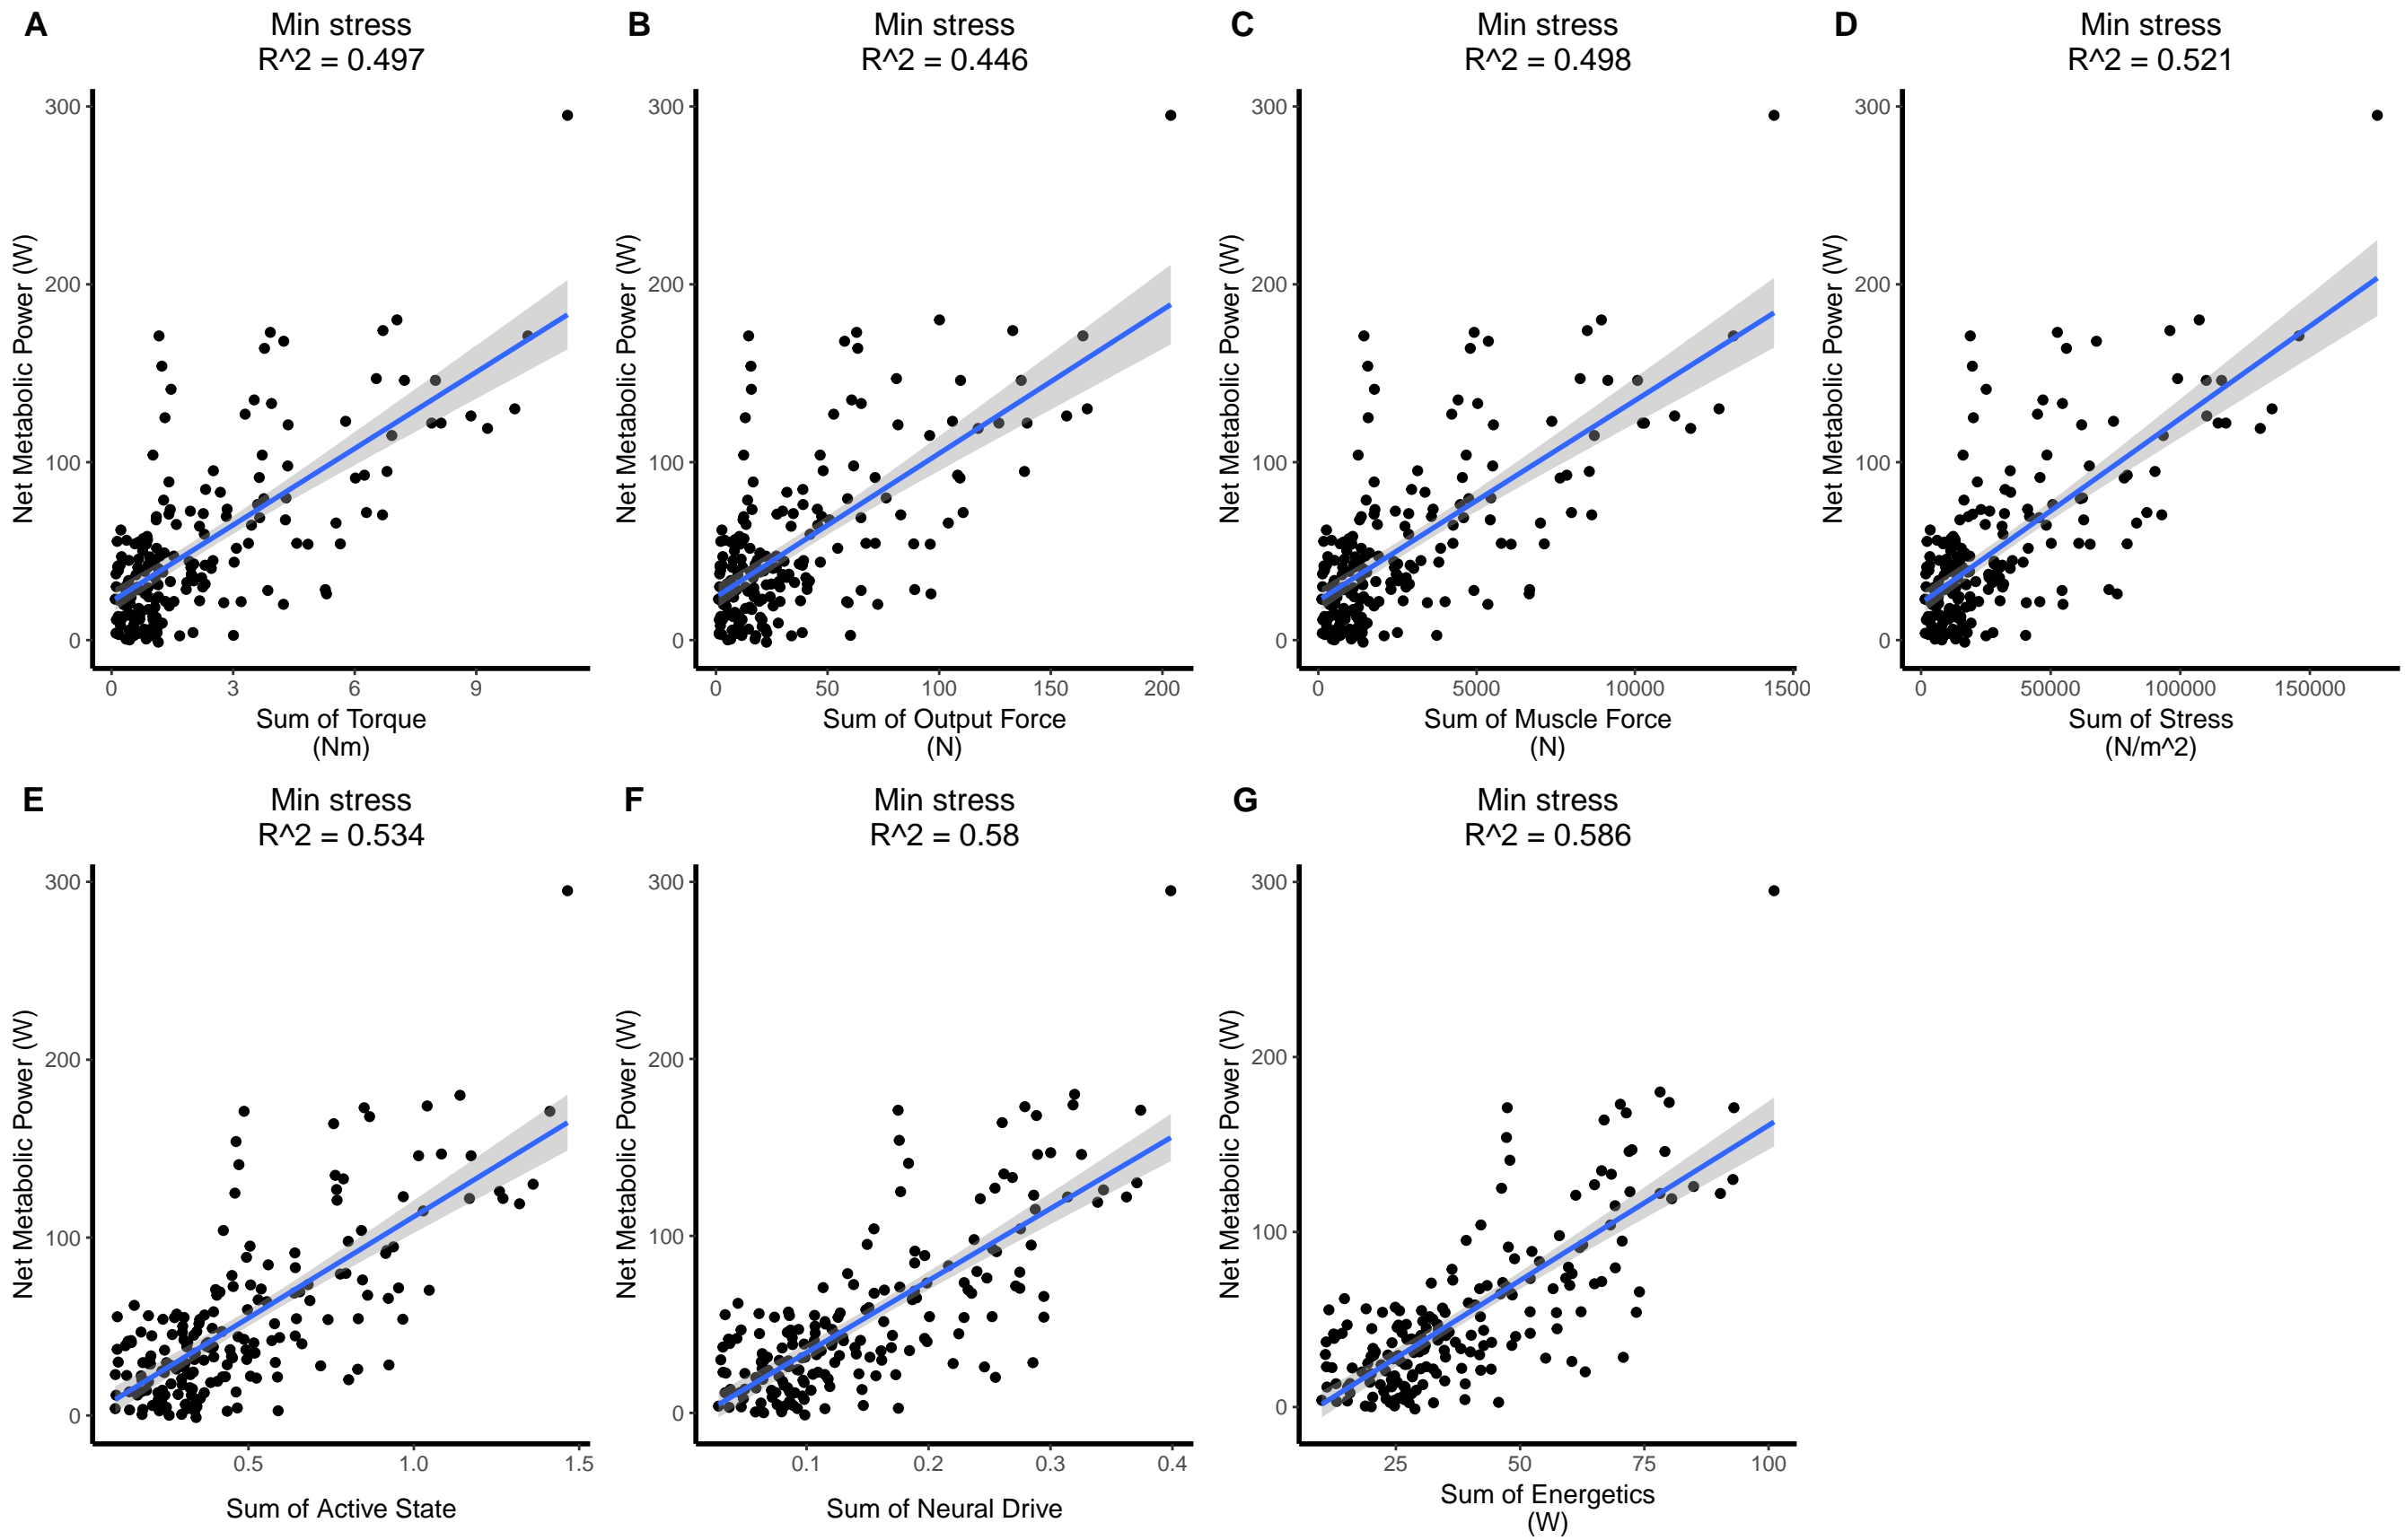 A
Min stress
R^2 = 0.497
300
200
100
0
Net Metabolic Power (W)
0 3 6 9
Sum of Torque
(Nm)
B
Min stress
R^2 = 0.446
300
200
100
0
Net Metabolic Power (W)
0 50 100 150 200
Sum of Output Force
(N)
C
Min stress
R^2 = 0.498
300
200
100
0
Net Metabolic Power (W)
0 5000 10000 1500
Sum of Muscle Force
(N)
D
Min stress
R^2 = 0.521
300
200
100
0
Net Metabolic Power (W)
0 50000 100000 150000
Sum of Stress
(N/m^2)
E
Min stress
R^2 = 0.534
300
200
100
0
Net Metabolic Power (W)
0.5 1.0 1.5
Sum of Active State
F
Min stress
R^2 = 0.58
300
200
100
0
Net Metabolic Power (W)
0.1 0.2 0.3 0.4
Sum of Neural Drive
G
Min stress
R^2 = 0.586
300
200
100
0
Net Metabolic Power (W)
25 50 75 100
Sum of Energetics
(W)